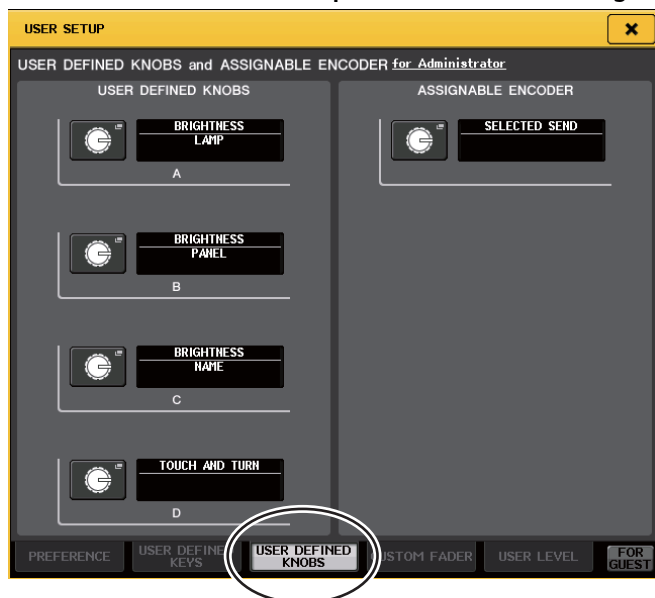 USER SETUP
USER DEFINED KNOBS and ASSIGNABLE ENCODER for Administrator
USER DEFINED KNOBS
BRIGHTNESS
LAMP
A
BRIGHTNESS
PANEL
B
BRIGHTNESS
NAME
C
TOUCH AND TURN
D
ASSIGNABLE ENCODER
SELECTED SEND
PREFERENCE
USER DEFINE
KEYS
USER DEFINED
KNOBS
USTOM FADER
USER LEVEL
FOR
GUEST